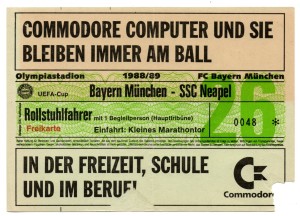 COMMODORE COMPUTER UND SIE
BLEIBEN IMMER AM BALL
Olympiastadion 1988/89 FC Bayern München
UEFA-Cup Bayern München - SSC Neapel
26
Rollstuhlfahrer mit 1 Begleitperson (Haupttribüne) 0048 *
Freikarte Einfahrt: Kleines Marathontor
IN DER FREIZEIT, SCHULE
UND IM BERUF!
Commodore